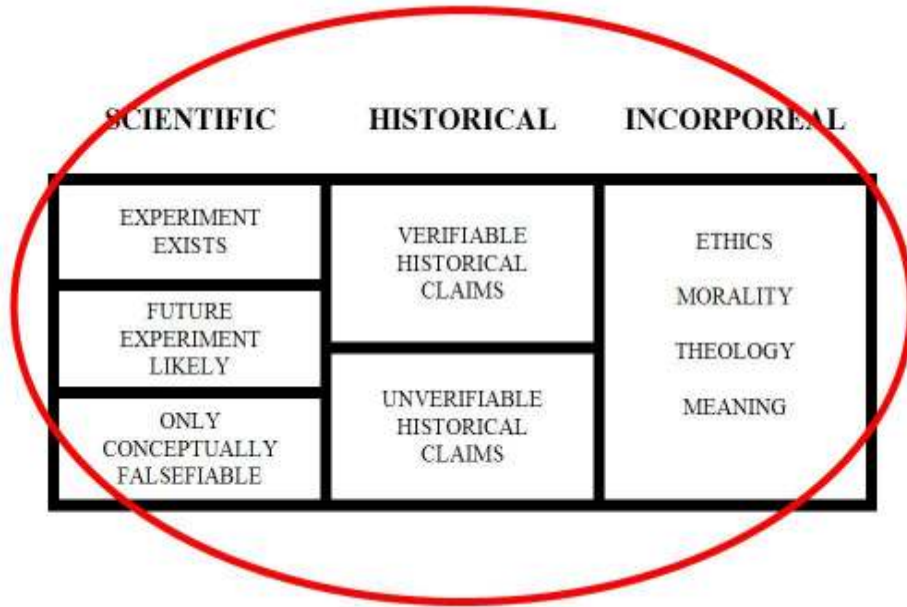 SCIENTIFIC HISTORICAL INCORPOREAL
EXPERIMENT
EXISTS
FUTURE
EXPERIMENT
LIKELY
ONLY
CONCEPTUALLY
FALSEFIABLE
VERIFIABLE
HISTORICAL
CLAIMS
UNVERIFIABLE
HISTORICAL
CLAIMS
ETHICS
MORALITY
THEOLOGY
MEANING